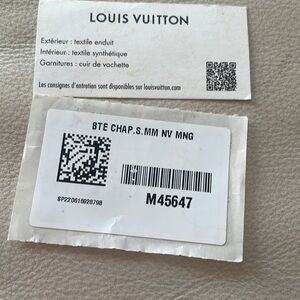 LOUIS VUITTON
Extérieur : textile enduit
Intérieur : textile synthétique
Garnitures : cuir de vachette
Les consignes d'entretien sont disponibles sur louisvuitton.com
BTE CHAP.S.MM NV MNG
M45647